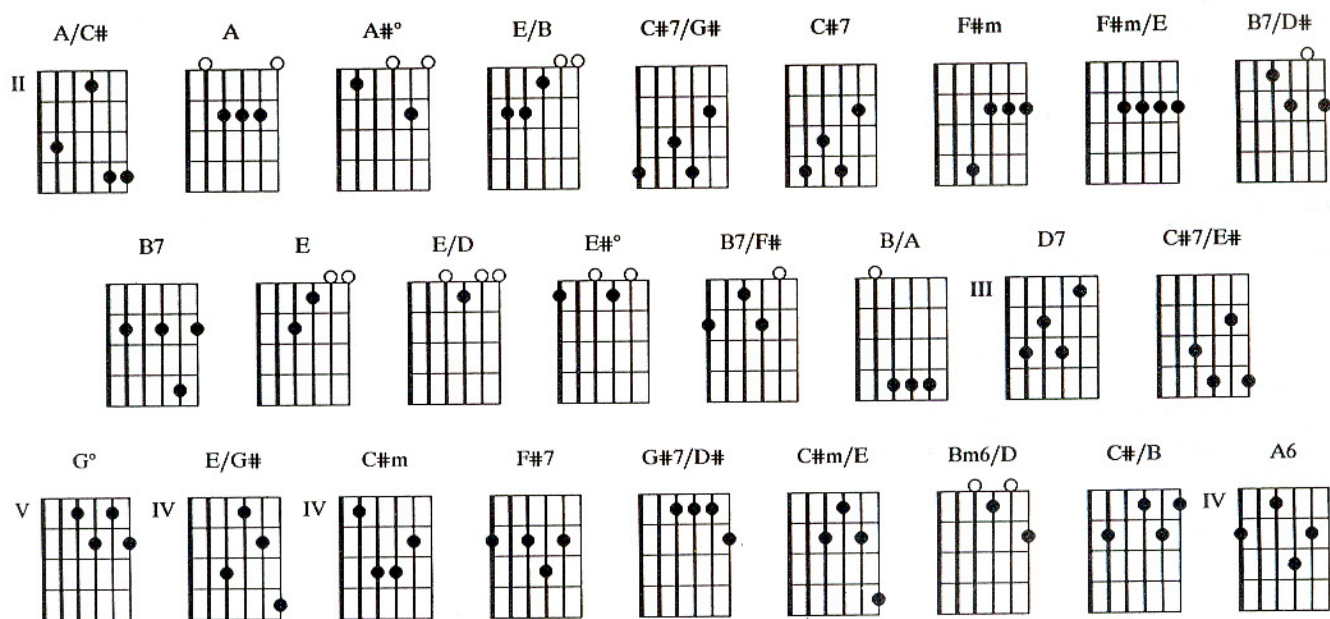 A/C# A A#° E/B C#7/G# C#7 F#m F#m/E B7/D#
II
B7 E E/D E#° B7/F# B/A D7 C#7/E#
III
G° E/G# C#m F#7 G#7/D# C#m/E Bm6/D C#/B A6
V IV IV IV